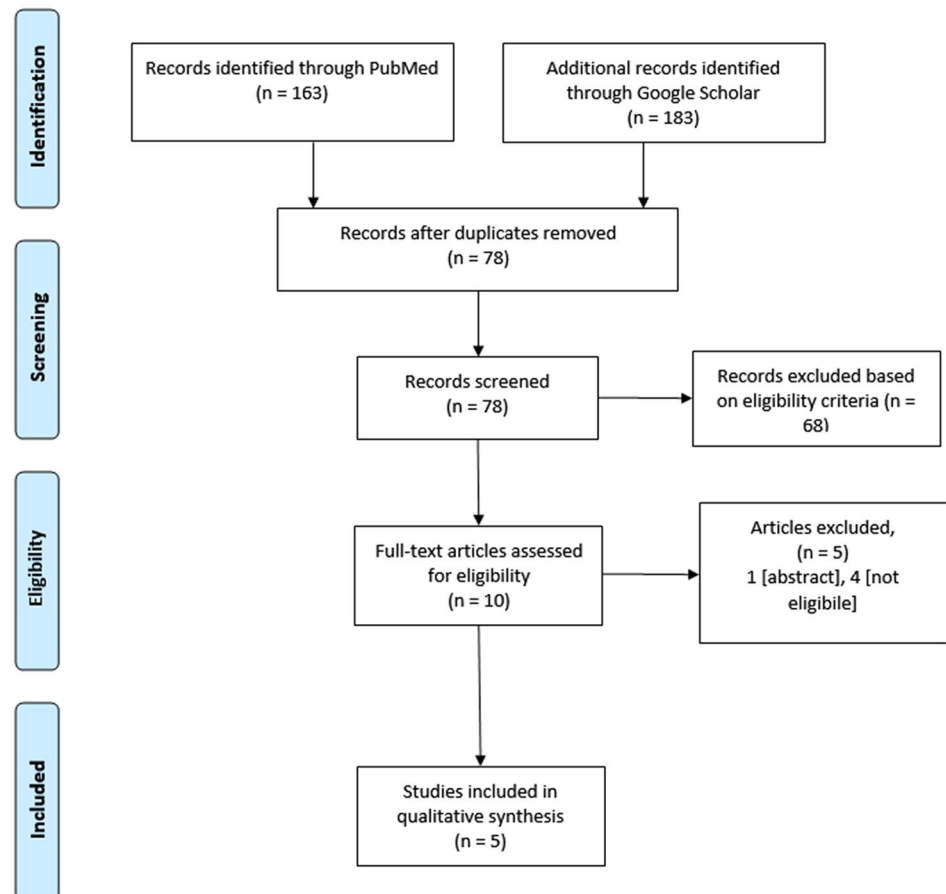 Identification
Records identified through PubMed
(n = 163)
Additional records identified
through Google Scholar
(n = 183)
Records after duplicates removed
(n = 78)
Screening
Records screened
(n = 78)
Records excluded based
on eligibility criteria (n =
68)
Eligibility
Full-text articles assessed
for eligibility
(n = 10)
Articles excluded,
(n = 5)
1 [abstract], 4 [not
eligibile]
Included
Studies included in
qualitative synthesis
(n = 5)